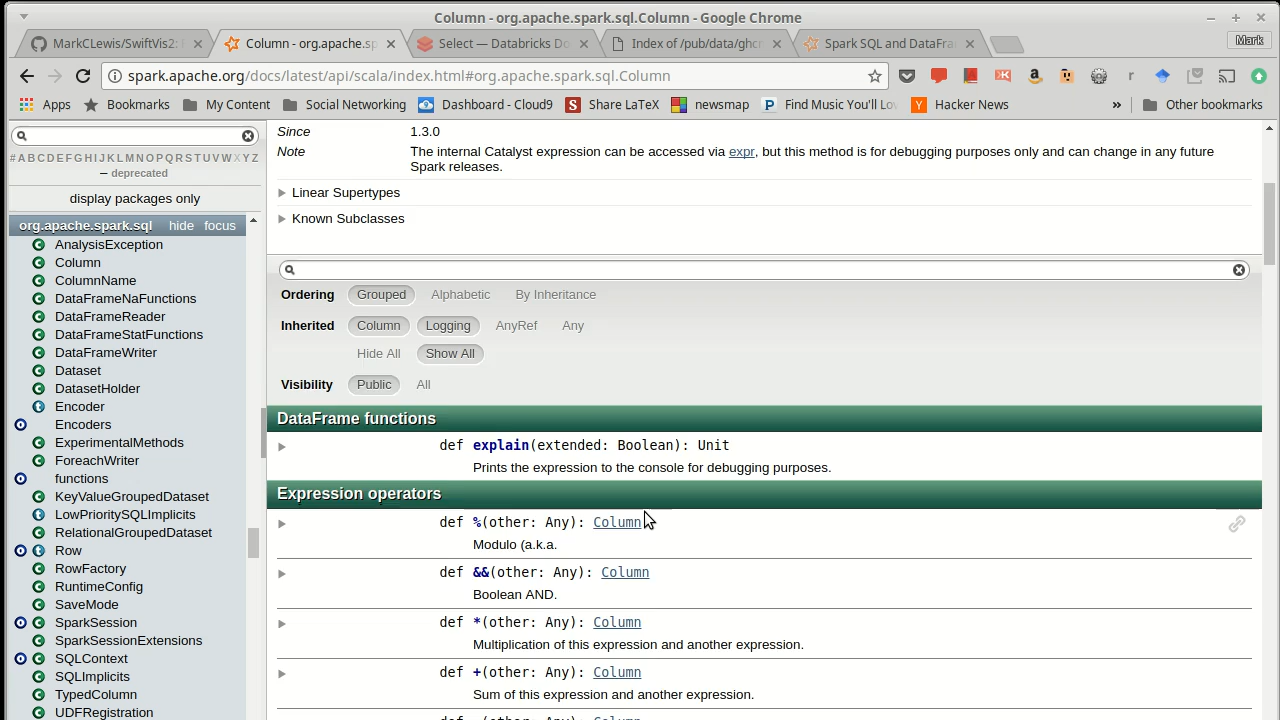 Column - org.apache.spark.sql.Column - Google Chrome
MarkCLewis/SwiftVis2:
Column - org.apache.sp
Select — Databricks Do
Index of /pub/data/ghcn
Spark SQL and DataFra
Mark
spark.apache.org/docs/latest/api/scala/index.html#org.apache.spark.sql.Column
Apps Bookmarks My Content Social Networking Dashboard - Cloud9 Share LaTeX newsmap Find Music You'll Lo Hacker News » Other bookmarks
# A B C D E F G H I J K L M N O P Q R S T U V W X Y Z
– deprecated
display packages only
org.apache.spark.sql hide focus
AnalysisException
Column
ColumnName
DataFrameNaFunctions
DataFrameReader
DataFrameStatFunctions
DataFrameWriter
Dataset
DatasetHolder
Encoder
Encoders
ExperimentalMethods
ForeachWriter
functions
KeyValueGroupedDataset
LowPrioritySQLImplicits
RelationalGroupedDataset
Row
RowFactory
RuntimeConfig
SaveMode
SparkSession
SparkSessionExtensions
SQLContext
SQLImplicits
TypedColumn
UDFRegistration
Since 1.3.0
Note The internal Catalyst expression can be accessed via expr, but this method is for debugging purposes only and can change in any future
Spark releases.
Linear Supertypes
Known Subclasses
Ordering Grouped Alphabetic By Inheritance
Inherited Column Logging AnyRef Any
Hide All Show All
Visibility Public All
DataFrame functions
def explain(extended: Boolean): Unit
Prints the expression to the console for debugging purposes.
Expression operators
def %(other: Any): Column
Modulo (a.k.a.
def &&(other: Any): Column
Boolean AND.
def *(other: Any): Column
Multiplication of this expression and another expression.
def +(other: Any): Column
Sum of this expression and another expression.